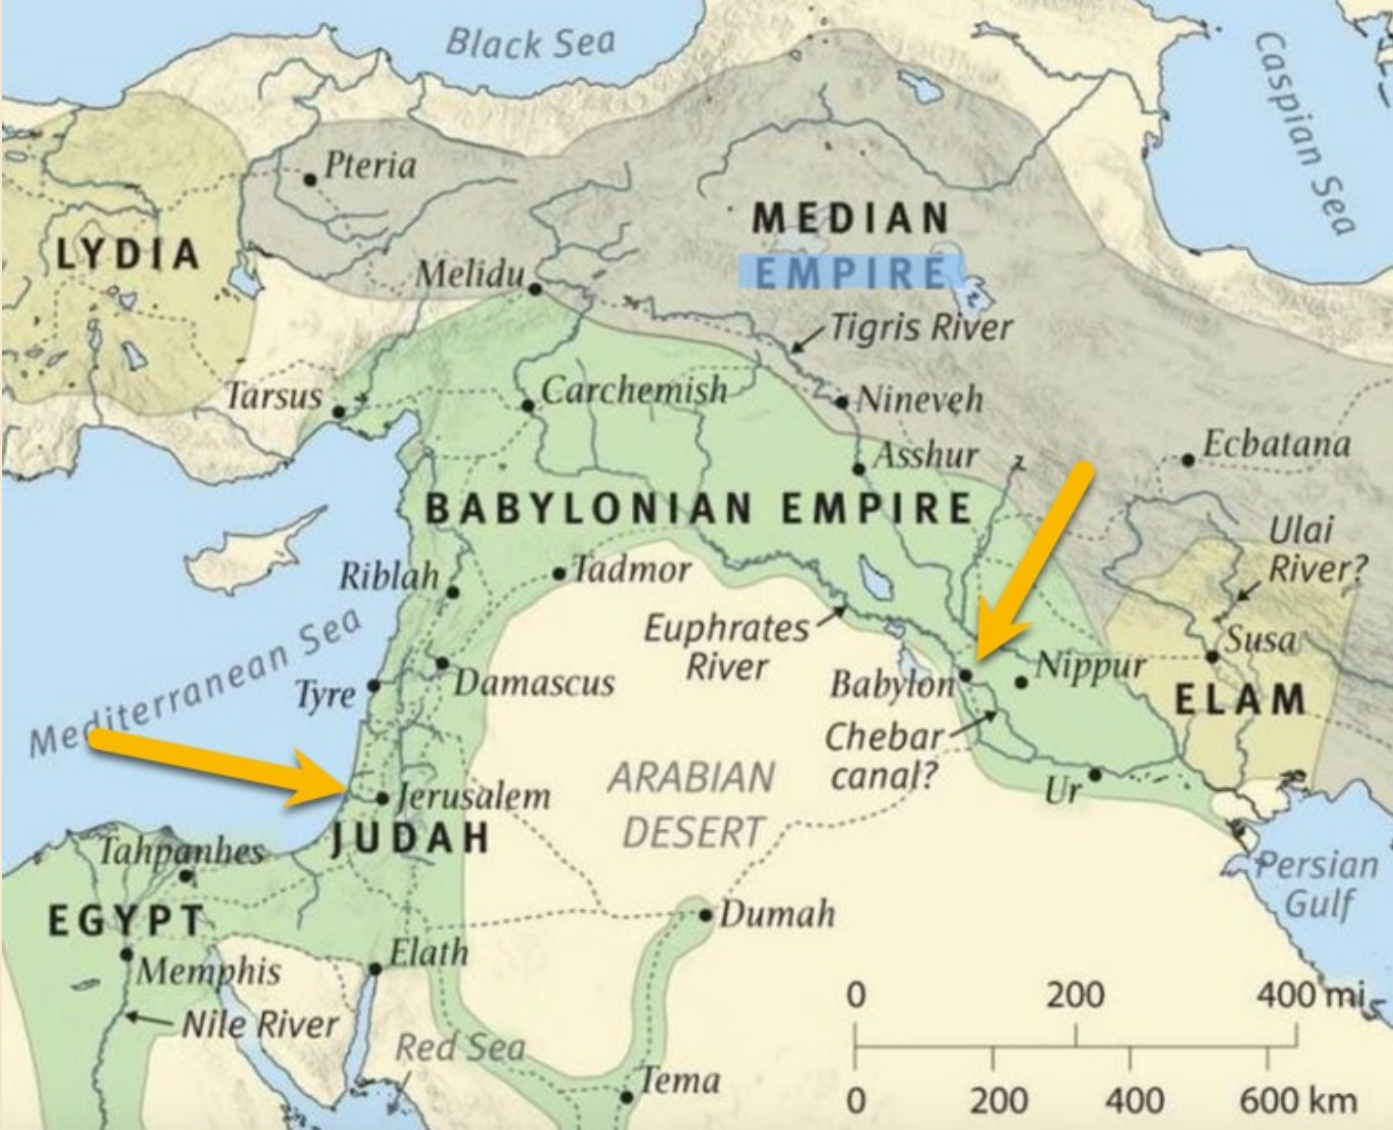 Black Sea
Caspian Sea
Pteria
MEDIAN
EMPIRE
LYDIA
Melidu
Tigris River
Tarsus
Carchemish
Nineveh
Ecbatana
Asshur
BABYLONIAN EMPIRE
Ulai
River?
Riblah
Tadmor
Euphrates
River
Susa
Mediterranean Sea
Tyre
Damascus
Babylon
Nippur
ELAM
Chebar
canal?
ARABIAN
DESERT
Jerusalem
JUDAH
Ur
Tahpanhes
Persian
Gulf
EGYPT
Dumah
Elath
Memphis
Nile River
Red Sea
Tema
0 200 400 mi
0 200 400 600 km